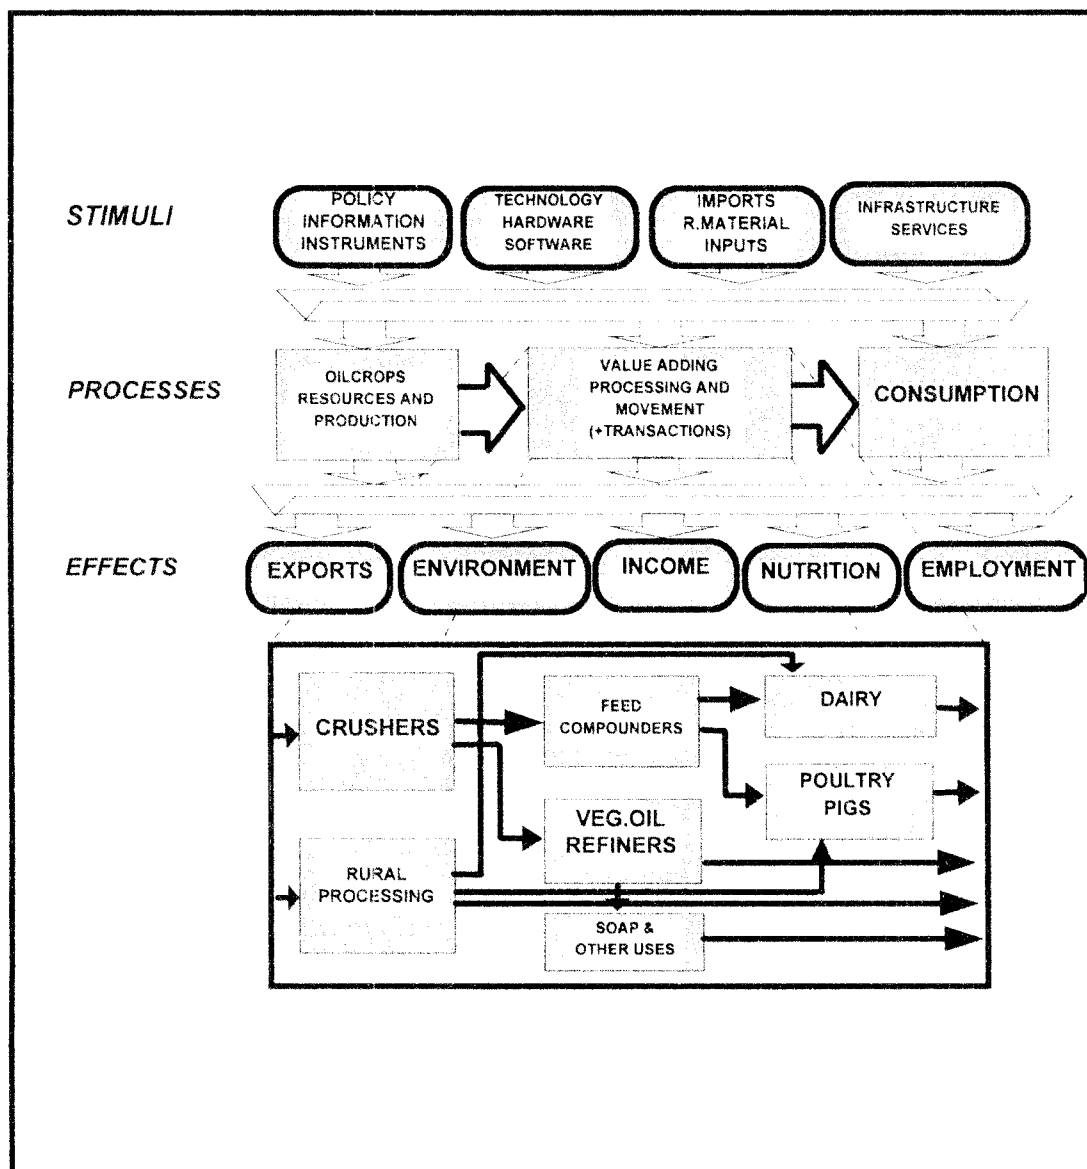 STIMULI
POLICY
INFORMATION
INSTRUMENTS
TECHNOLOGY
HARDWARE
SOFTWARE
IMPORTS
R.MATERIAL
INPUTS
INFRASTRUCTURE
SERVICES
PROCESSES
OILCROPS
RESOURCES AND
PRODUCTION
VALUE ADDING
PROCESSING AND
MOVEMENT
(+TRANSACTIONS)
CONSUMPTION
EFFECTS
EXPORTS
ENVIRONMENT
INCOME
NUTRITION
EMPLOYMENT
CRUSHERS
FEED
COMPOUNDERS
DAIRY
POULTRY
PIGS
VEG.OIL
REFINERS
RURAL
PROCESSING
SOAP &
OTHER USES